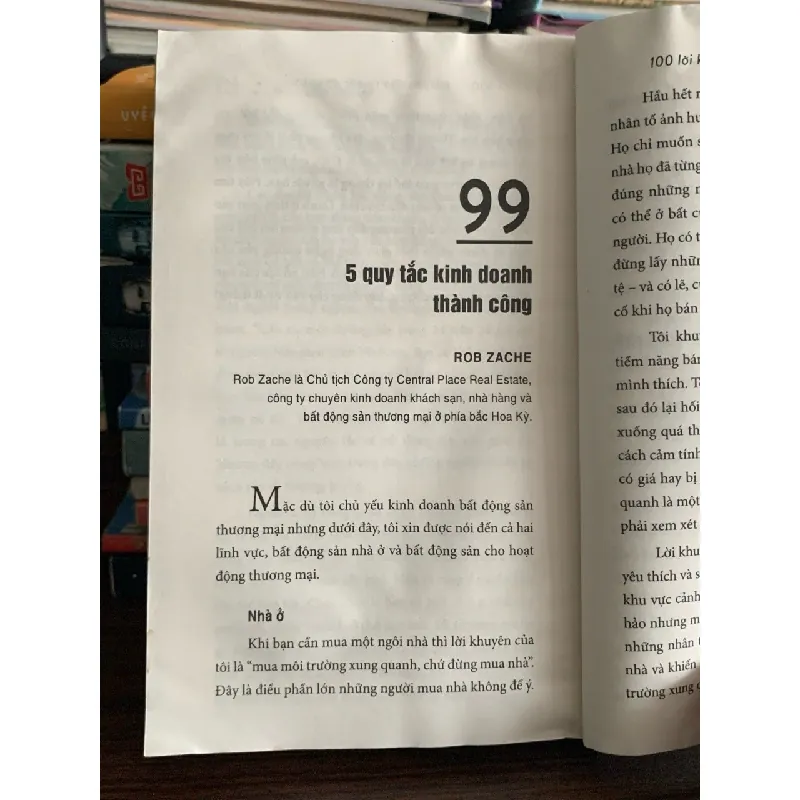 UYÊ
99
5 quy tắc kinh doanh
thành công
ROB ZACHE
Rob Zache là Chủ tịch Công ty Central Place Real Estate,
công ty chuyên kinh doanh khách sạn, nhà hàng và
bất động sản thương mại ở phía bắc Hoa Kỳ.
Mặc dù tôi chủ yếu kinh doanh bất động sản
thương mại nhưng dưới đây, tôi xin được nói đến cả hai
lĩnh vực, bất động sản nhà ở và bất động sản cho hoạt
động thương mại.
Nhà ở
Khi bạn cần mua một ngôi nhà thì lời khuyên của
tôi là “mua môi trường xung quanh, chứ đừng mua nhà”.
Đây là điều phần lớn những người mua nhà không để ý.
100 lời k
Hầu hết
nhân tố ảnh hư
Họ chỉ muốn s
nhà họ đã từng
đúng những
có thể ở bất c
người. Họ có t
đừng lấy nhữn
tệ – và có lẽ, c
cố khi họ bán
Tôi khu
tiềm năng bán
mình thích. T
sau đó lại hối
xuống quá th
cách cảm tính
có giá hay bị
quanh là một
phải xem xét
Lời khu
yêu thích và s
khu vực cảnh
hảo nhưng m
những nhân t
nhà và khiến
trường xung q